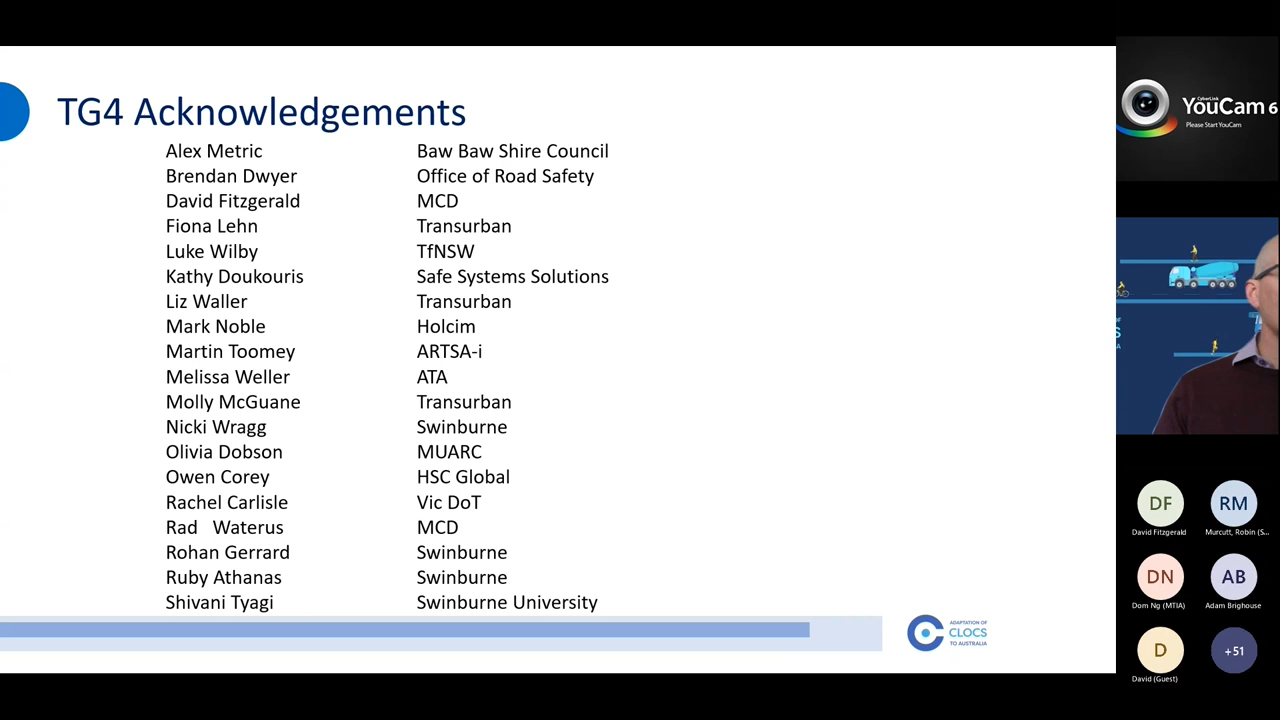 TG4 Acknowledgements
Alex Metric Baw Baw Shire Council
Brendan Dwyer Office of Road Safety
David Fitzgerald MCD
Fiona Lehn Transurban
Luke Wilby TfNSW
Kathy Doukouris Safe Systems Solutions
Liz Waller Transurban
Mark Noble Holcim
Martin Toomey ARTSA-i
Melissa Weller ATA
Molly McGuane Transurban
Nicki Wragg Swinburne
Olivia Dobson MUARC
Owen Corey HSC Global
Rachel Carlisle Vic DoT
Rad Waterus MCD
Rohan Gerrard Swinburne
Ruby Athanas Swinburne
Shivani Tyagi Swinburne University
ADAPTATION OF
CLOCS
TO AUSTRALIA
CyberLink
YouCam 6
Please Start YouCam
DF RM
David Fitzgerald Murcutt, Robin (S...
DN AB
Dom Ng (MTIA) Adam Brighouse
D +51
David (Guest)